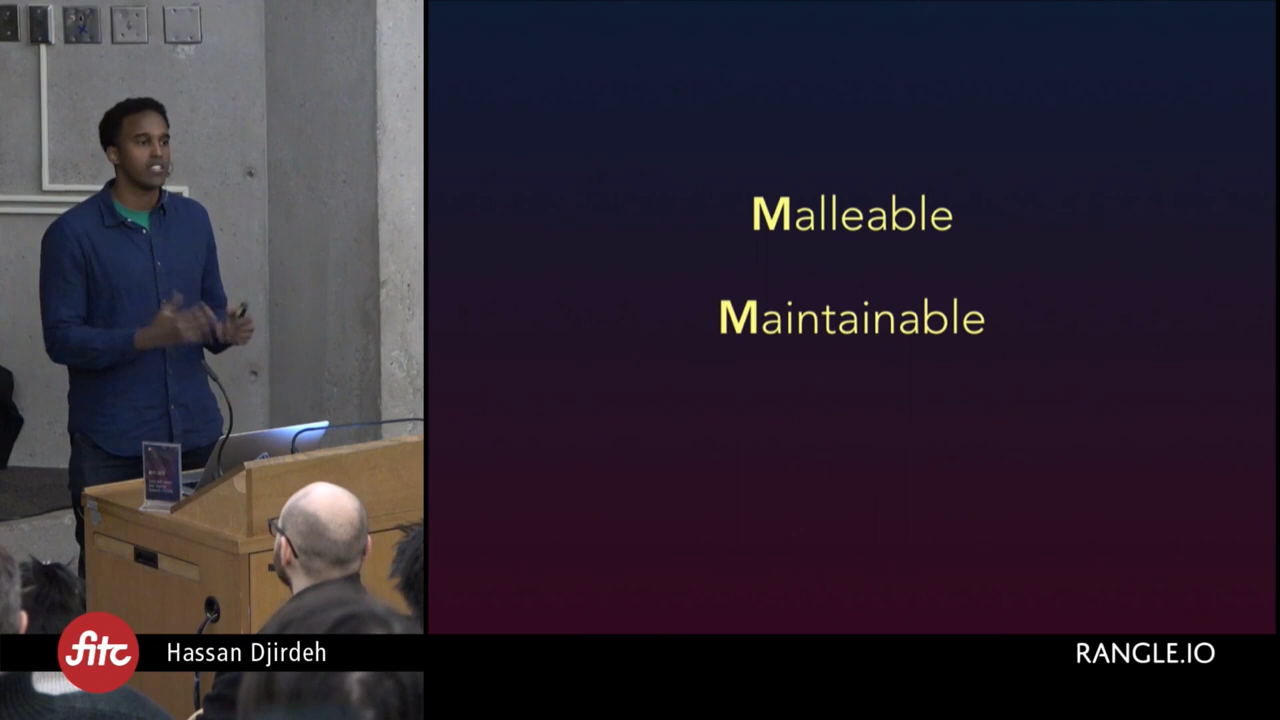 Malleable
Maintainable
fitc
Hassan Djirdeh
RANGLE.IO